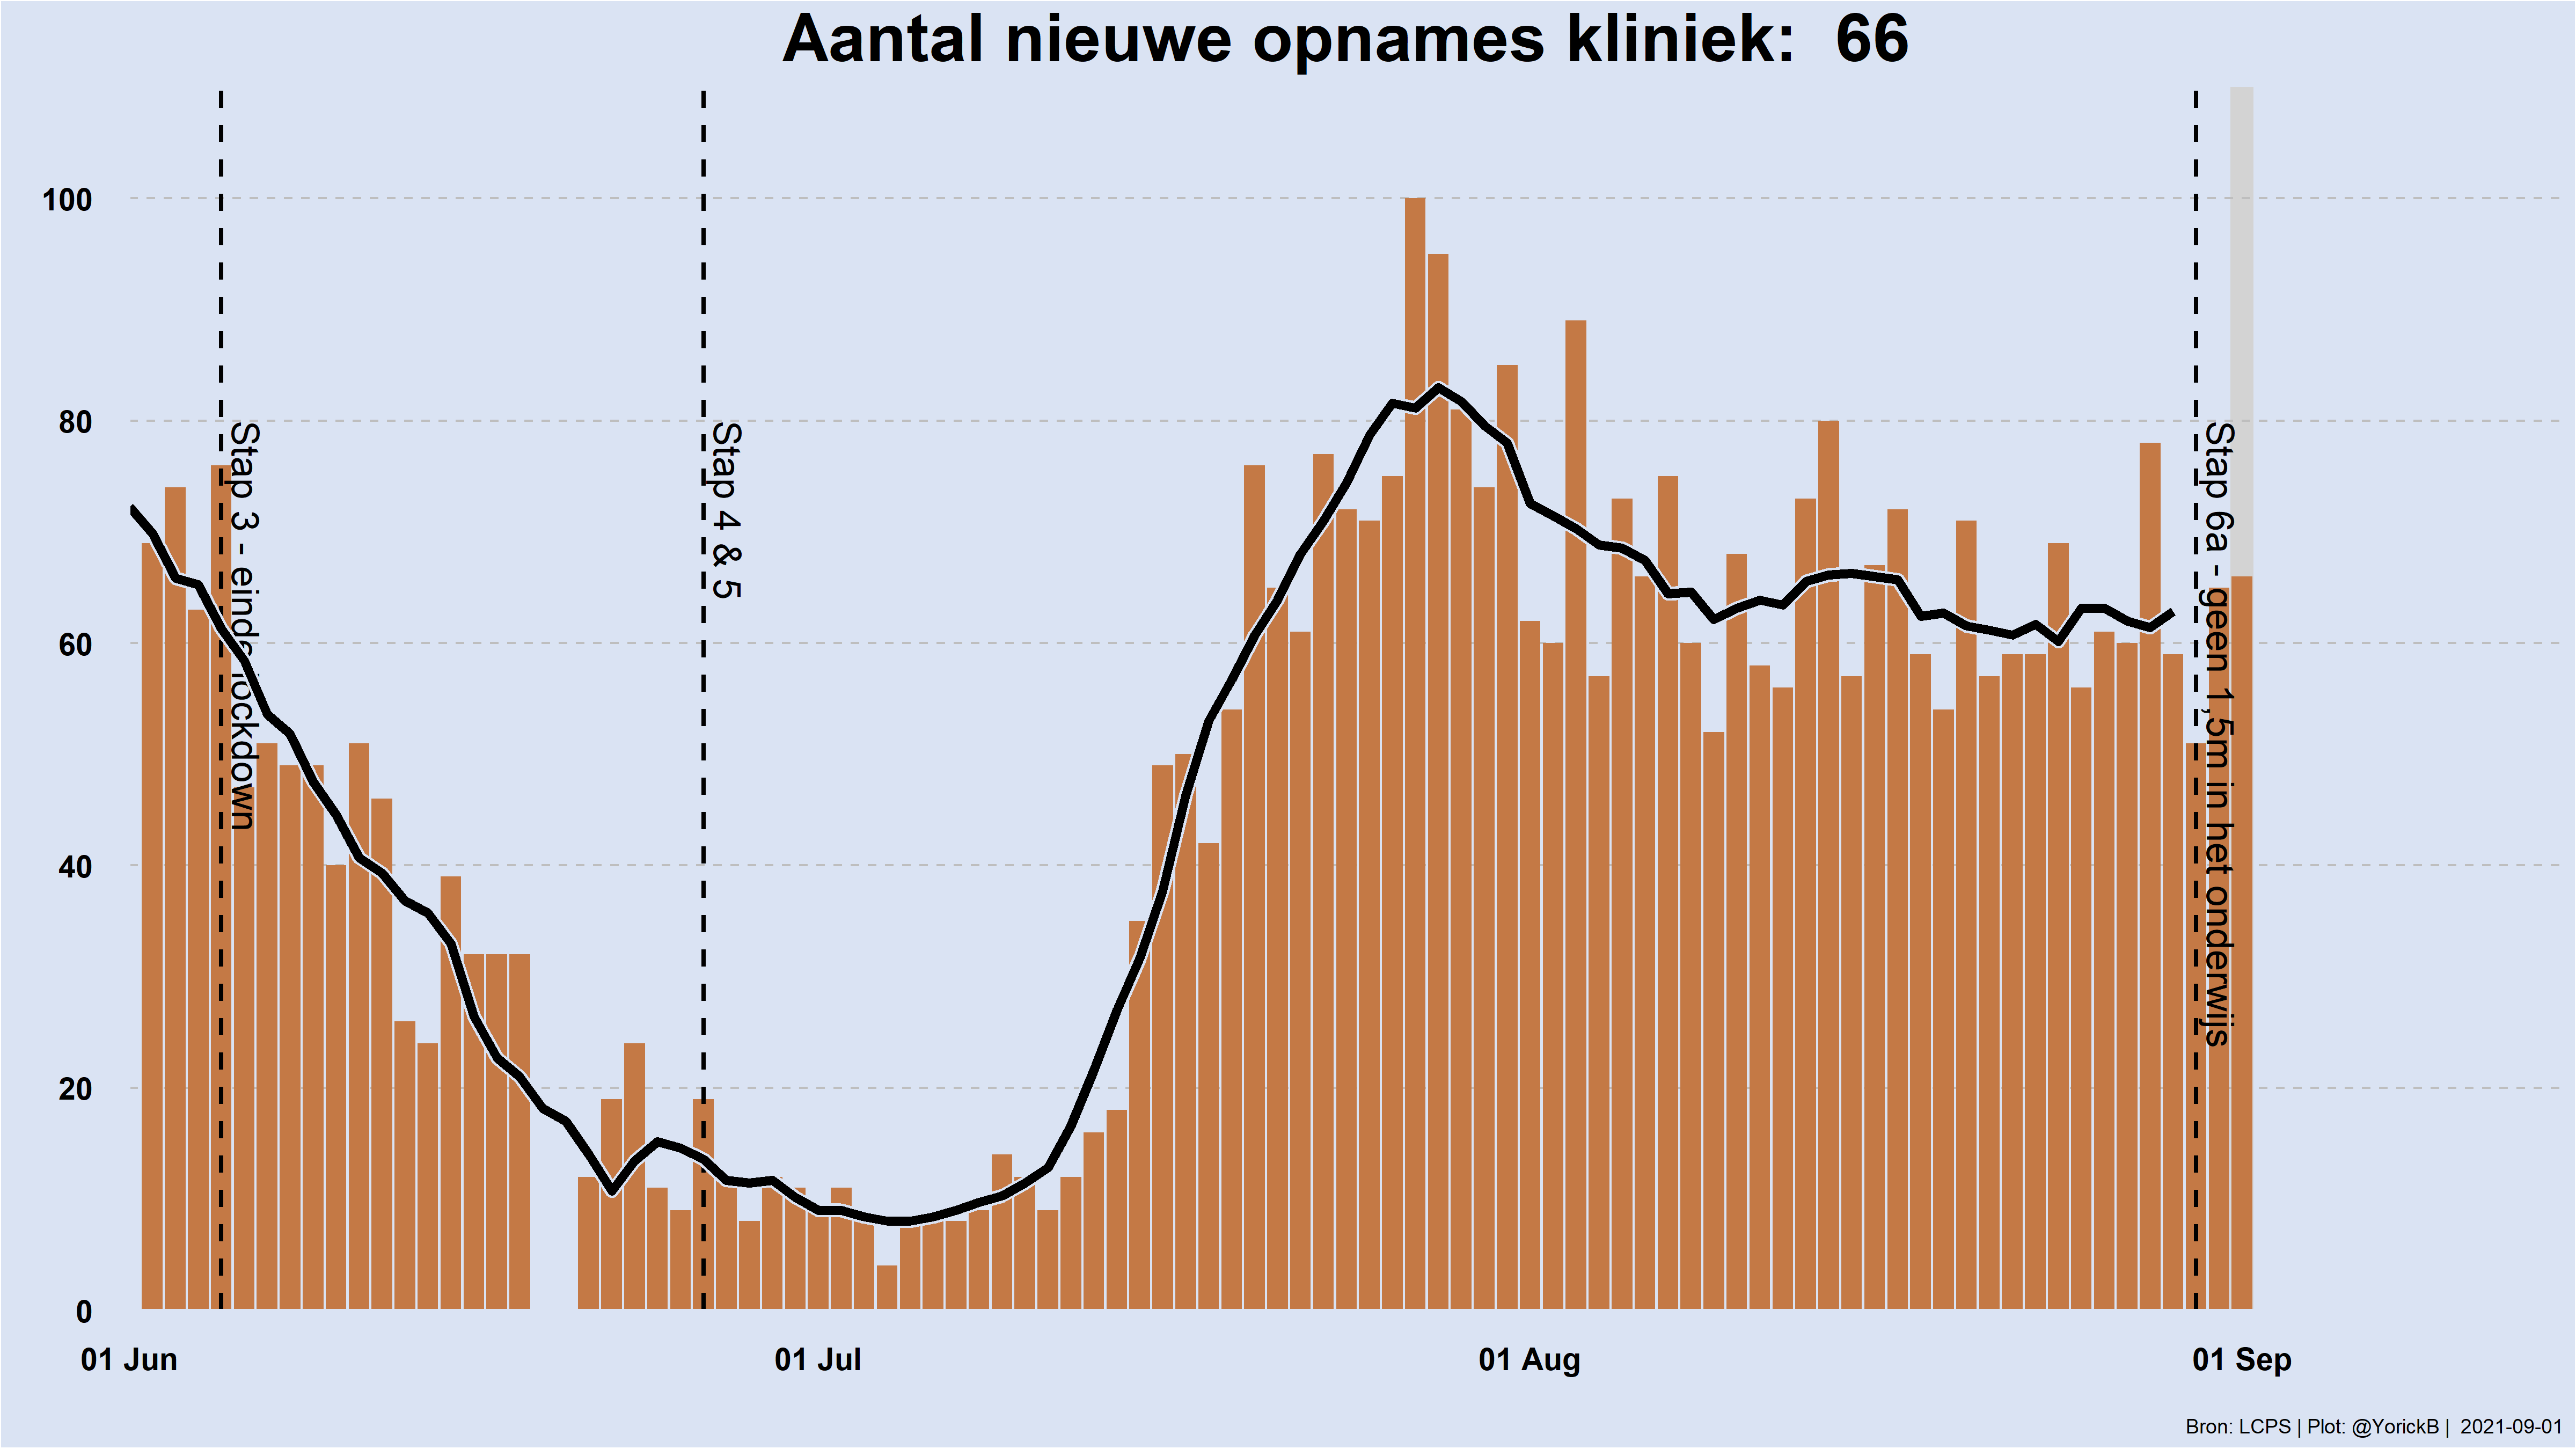 Aantal nieuwe opnames kliniek:  66
100
80
60
40
20
0
Stap 3 - einde lockdown
Stap 4 & 5
Stap 6a - geen 1,5m in het onderwijs
01 Jun
01 Jul
01 Aug
01 Sep
Bron: LCPS | Plot: @YorickB |  2021-09-01